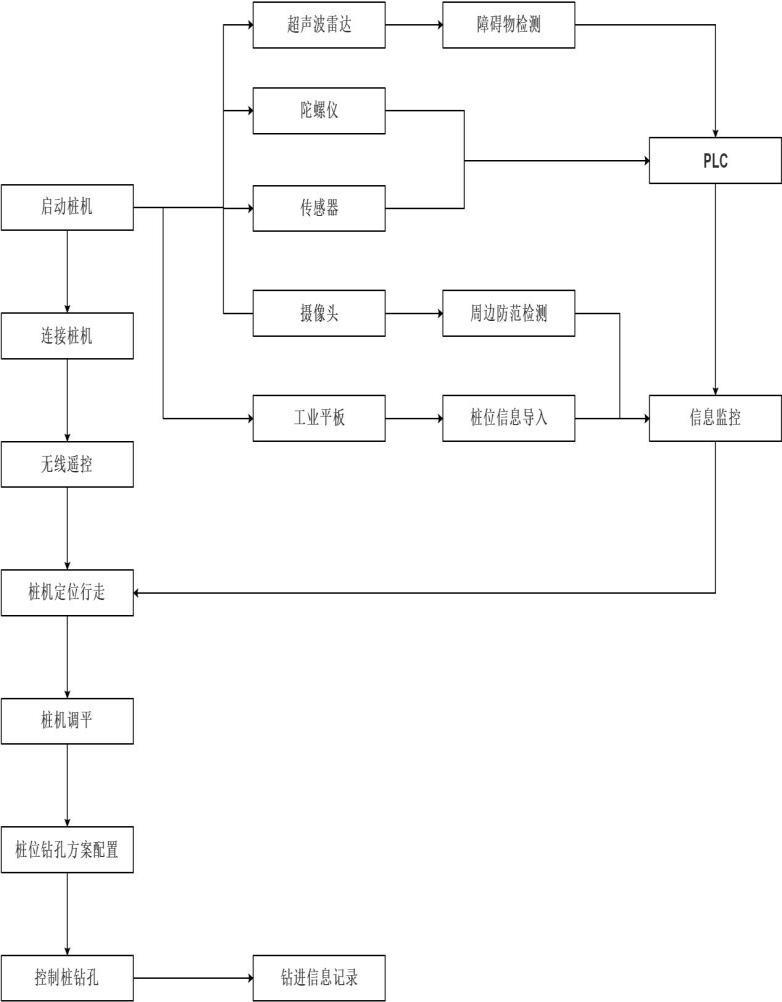 超声波雷达
障碍物检测
陀螺仪
PLC
启动桩机
传感器
连接桩机
摄像头
周边防范检测
工业平板
桩位信息导入
信息监控
无线遥控
桩机定位行走
桩机调平
桩位钻孔方案配置
控制桩钻孔
钻进信息记录